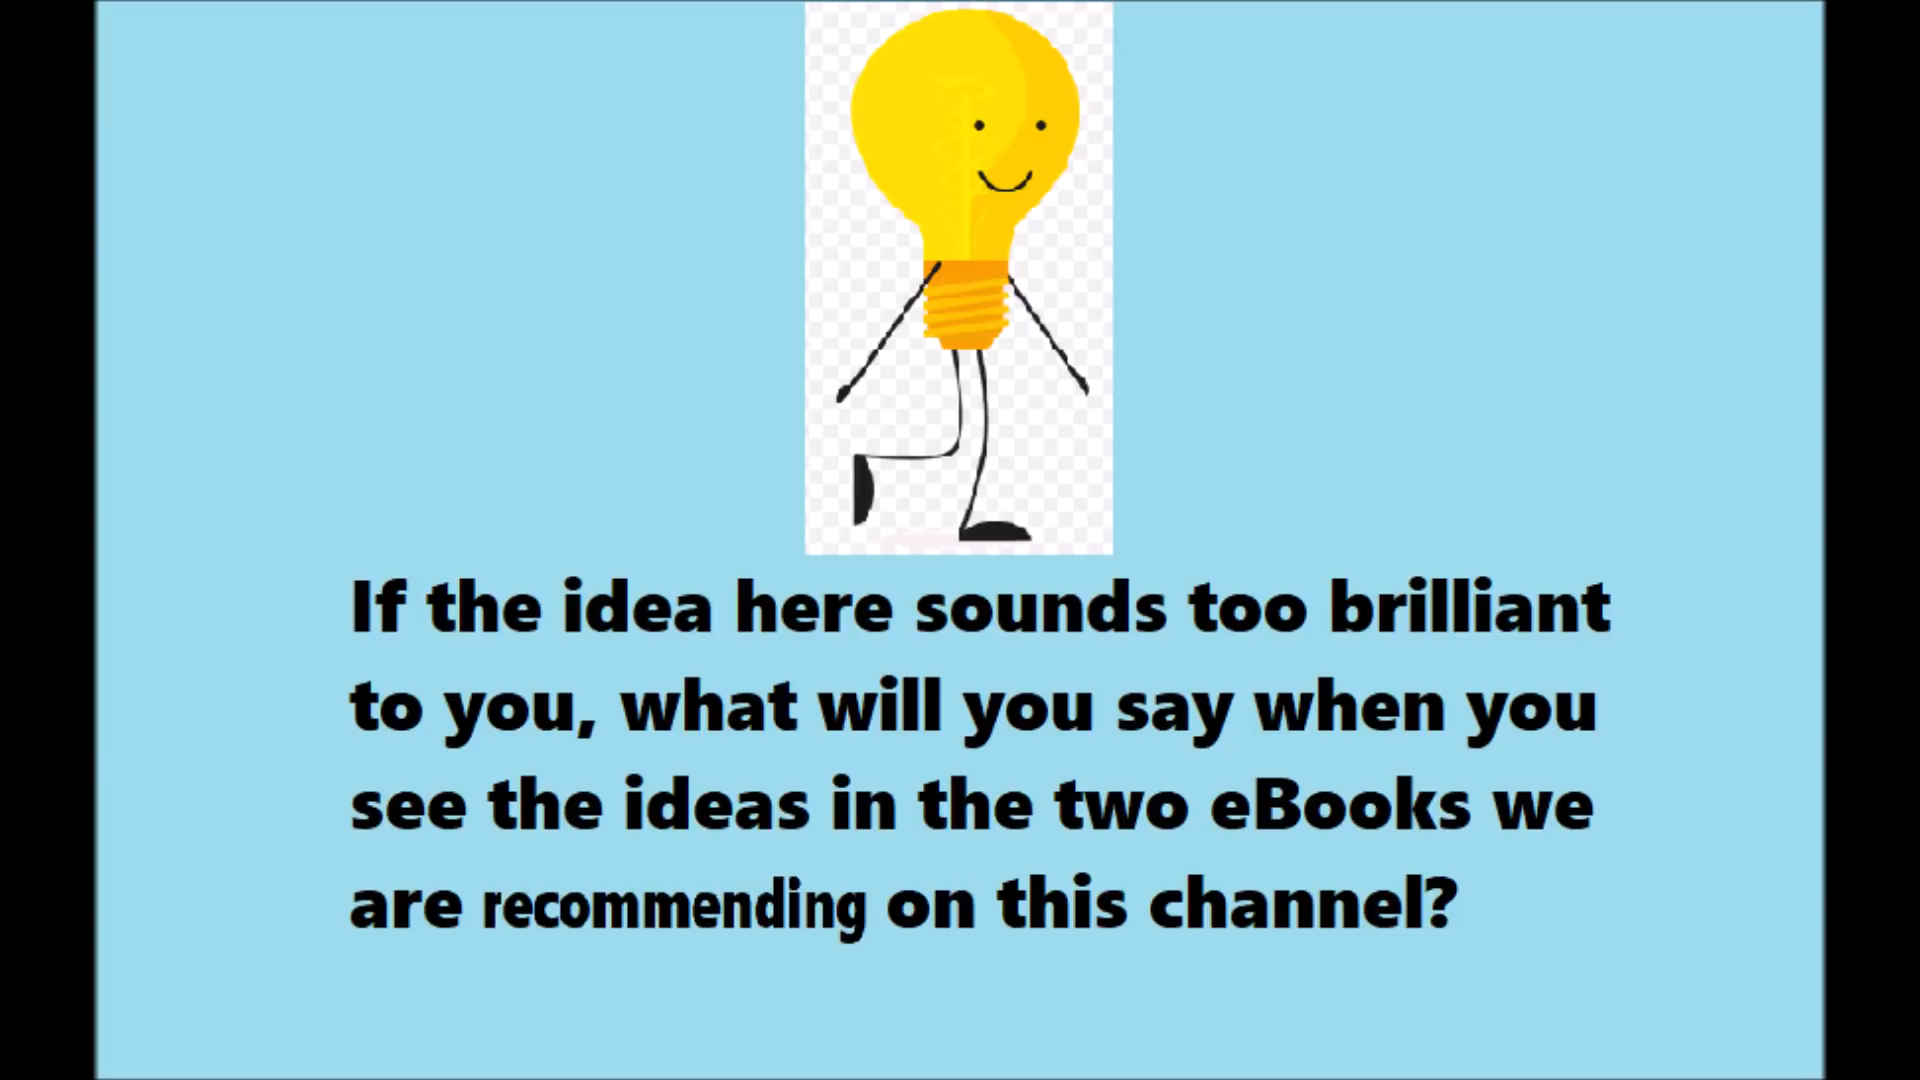 If the idea here sounds too brilliant
to you, what will you say when you
see the ideas in the two eBooks we
are recommending on this channel?